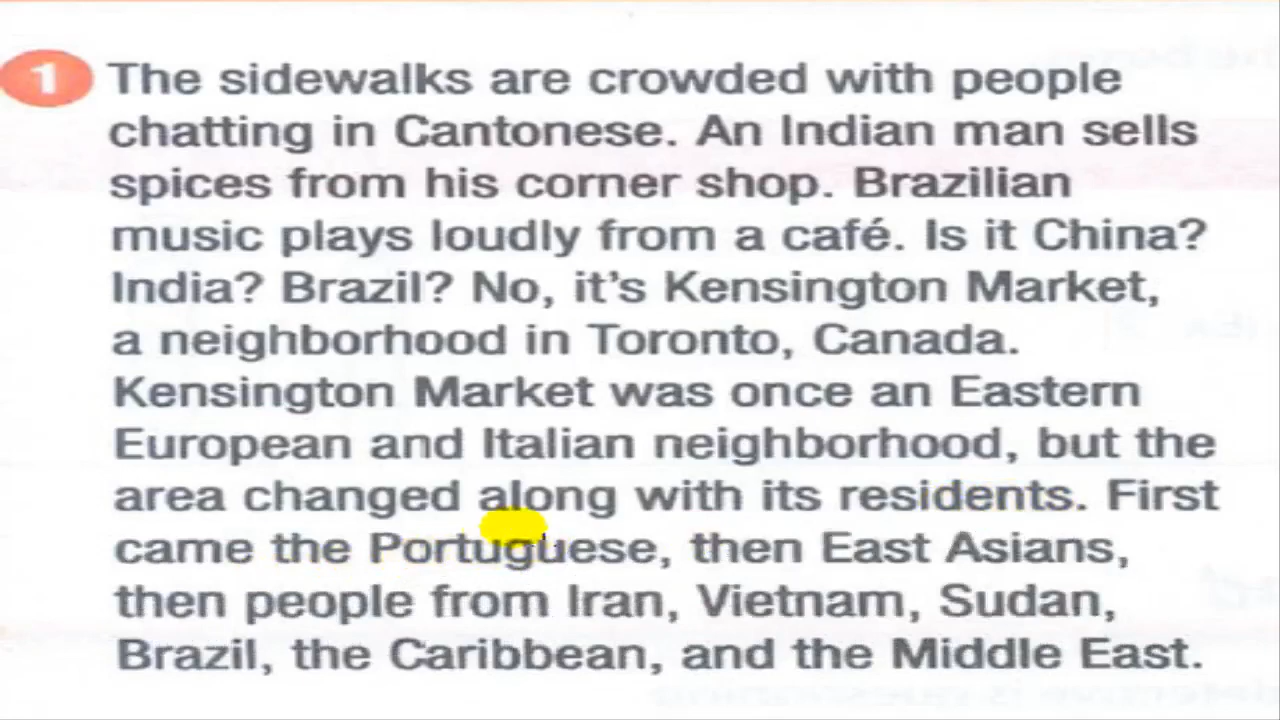 1 The sidewalks are crowded with people
chatting in Cantonese. An Indian man sells
spices from his corner shop. Brazilian
music plays loudly from a café. Is it China?
India? Brazil? No, it's Kensington Market,
a neighborhood in Toronto, Canada.
Kensington Market was once an Eastern
European and Italian neighborhood, but the
area changed along with its residents. First
came the Portuguese, then East Asians,
then people from Iran, Vietnam, Sudan,
Brazil, the Caribbean, and the Middle East.